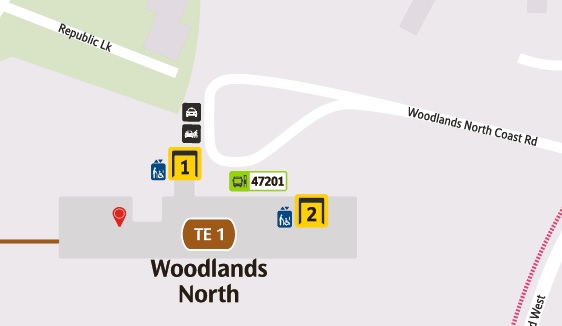 Republic Lk
Woodlands North Coast Rd
1
47201
2
TE 1
Woodlands
North
d West